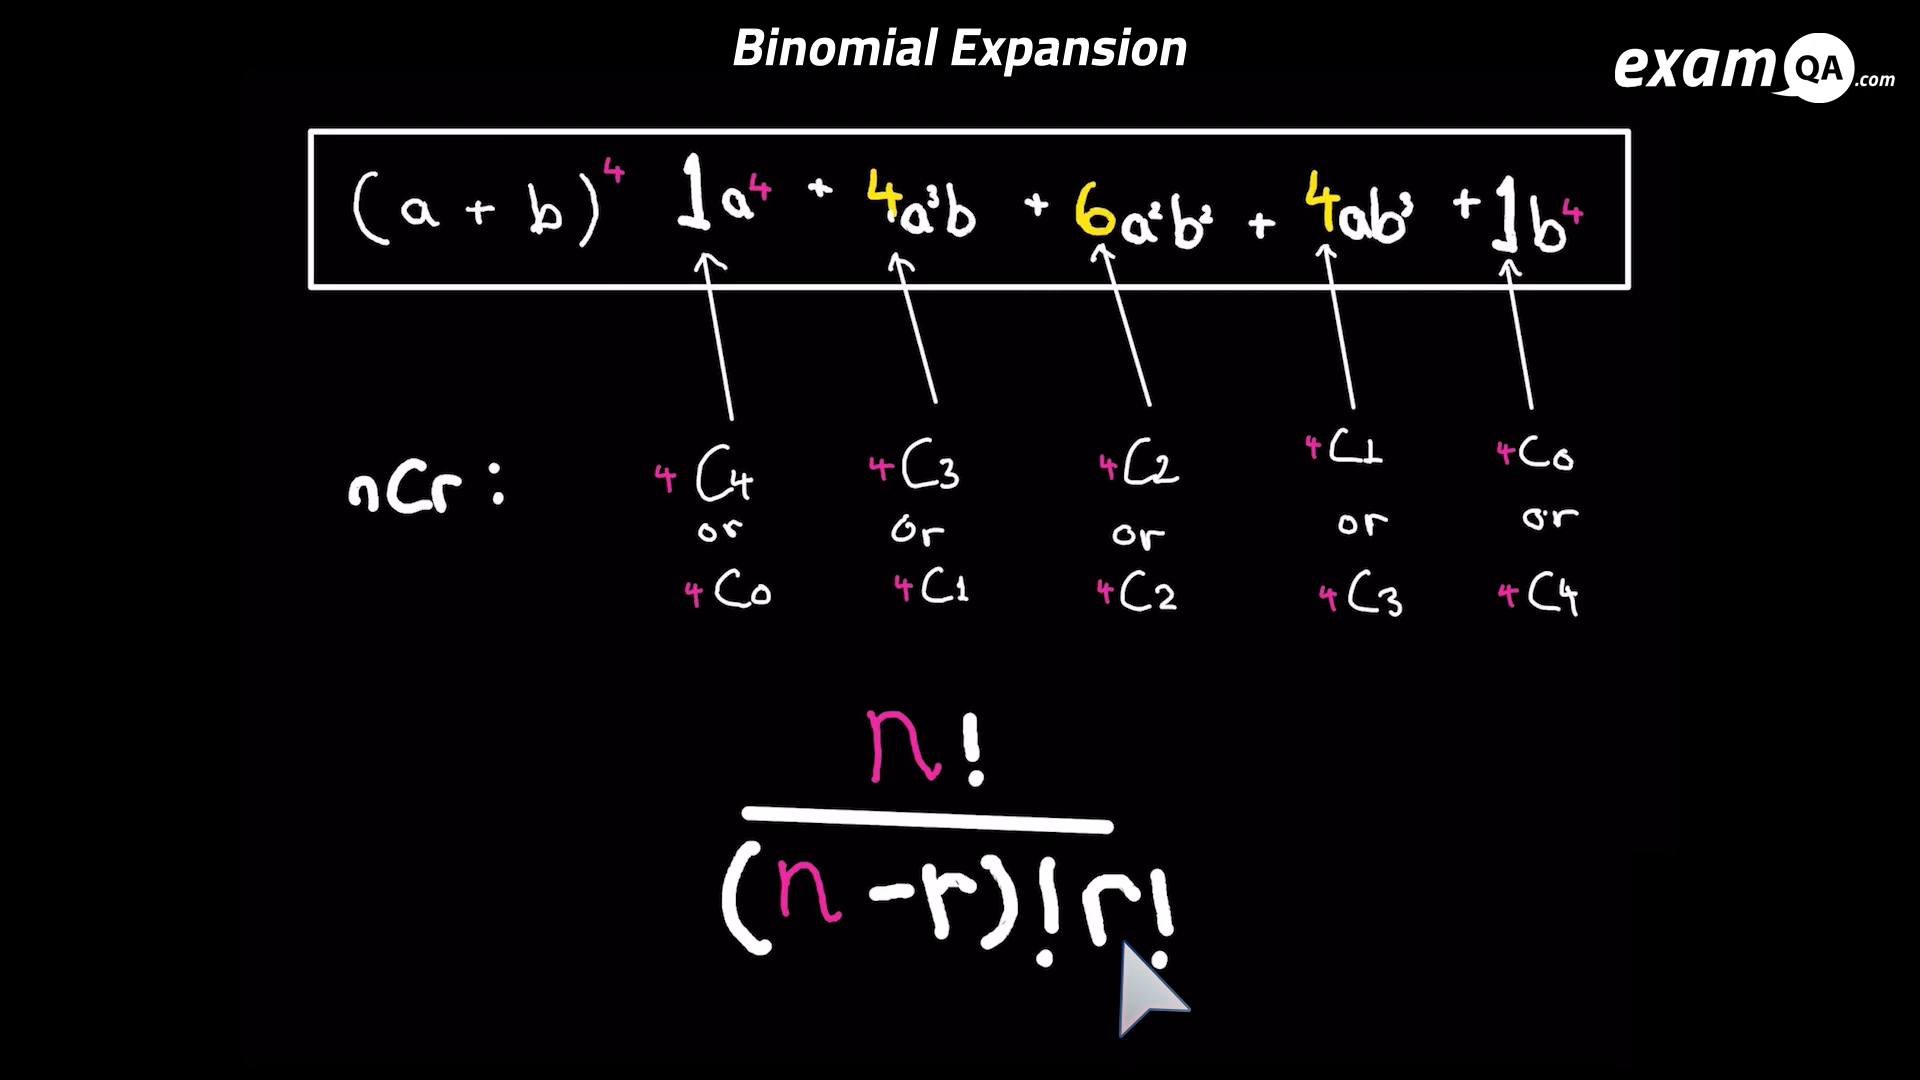 Binomial Expansion
examQA.com
(a + b)⁴ 1a⁴ + 4a³b + 6a²b² + 4ab³ + 1b⁴
nCr: 4C4 4C3 4C2 4C1 4C0
or or or or or
4C0 4C1 4C2 4C3 4C4
n!
(n-r)!r!